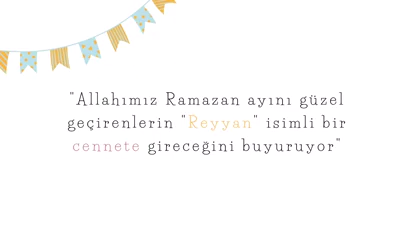 "Allahımız Ramazan ayını güzel
geçirenlerin "Reyyan" isimli bir
cennete gireceğini buyuruyor"